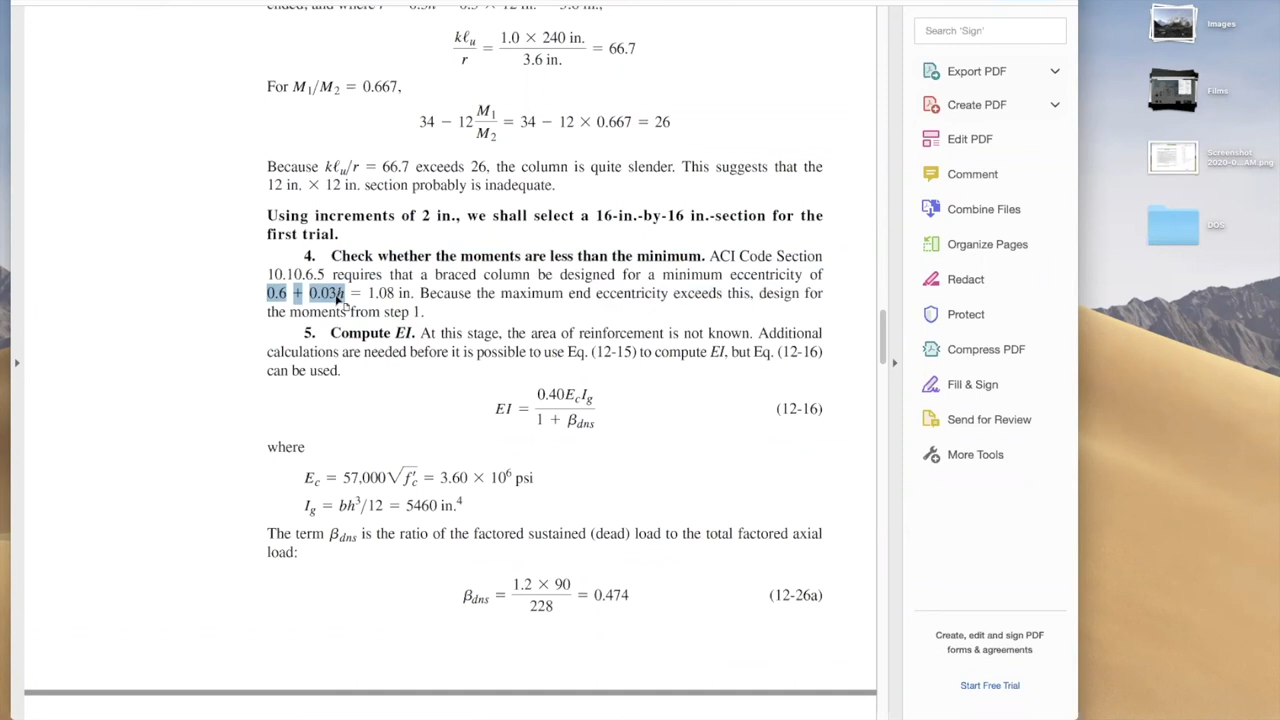 kℓu/r = 1.0 × 240 in./3.6 in. = 66.7
For M1/M2 = 0.667,
34 − 12 M1/M2 = 34 − 12 × 0.667 = 26
Because kℓu/r = 66.7 exceeds 26, the column is quite slender. This suggests that the
12 in. × 12 in. section probably is inadequate.
Using increments of 2 in., we shall select a 16-in.-by-16 in.-section for the
first trial.
4. Check whether the moments are less than the minimum. ACI Code Section
10.10.6.5 requires that a braced column be designed for a minimum eccentricity of
0.6 + 0.03h = 1.08 in. Because the maximum end eccentricity exceeds this, design for
the moments from step 1.
5. Compute EI. At this stage, the area of reinforcement is not known. Additional
calculations are needed before it is possible to use Eq. (12-15) to compute EI, but Eq. (12-16)
can be used.
EI = 0.40EcIg/1 + βdns (12-16)
where
Ec = 57,000√f′c = 3.60 × 10⁶ psi
Ig = bh³/12 = 5460 in.⁴
The term βdns is the ratio of the factored sustained (dead) load to the total factored axial
load:
βdns = 1.2 × 90/228 = 0.474 (12-26a)
Search 'Sign'
Export PDF
Create PDF
Edit PDF
Comment
Combine Files
Organize Pages
Redact
Protect
Compress PDF
Fill & Sign
Send for Review
More Tools
Create, edit and sign PDF
forms & agreements
Start Free Trial
Images
Films
Screenshot
2020-0...AM.png
DOS